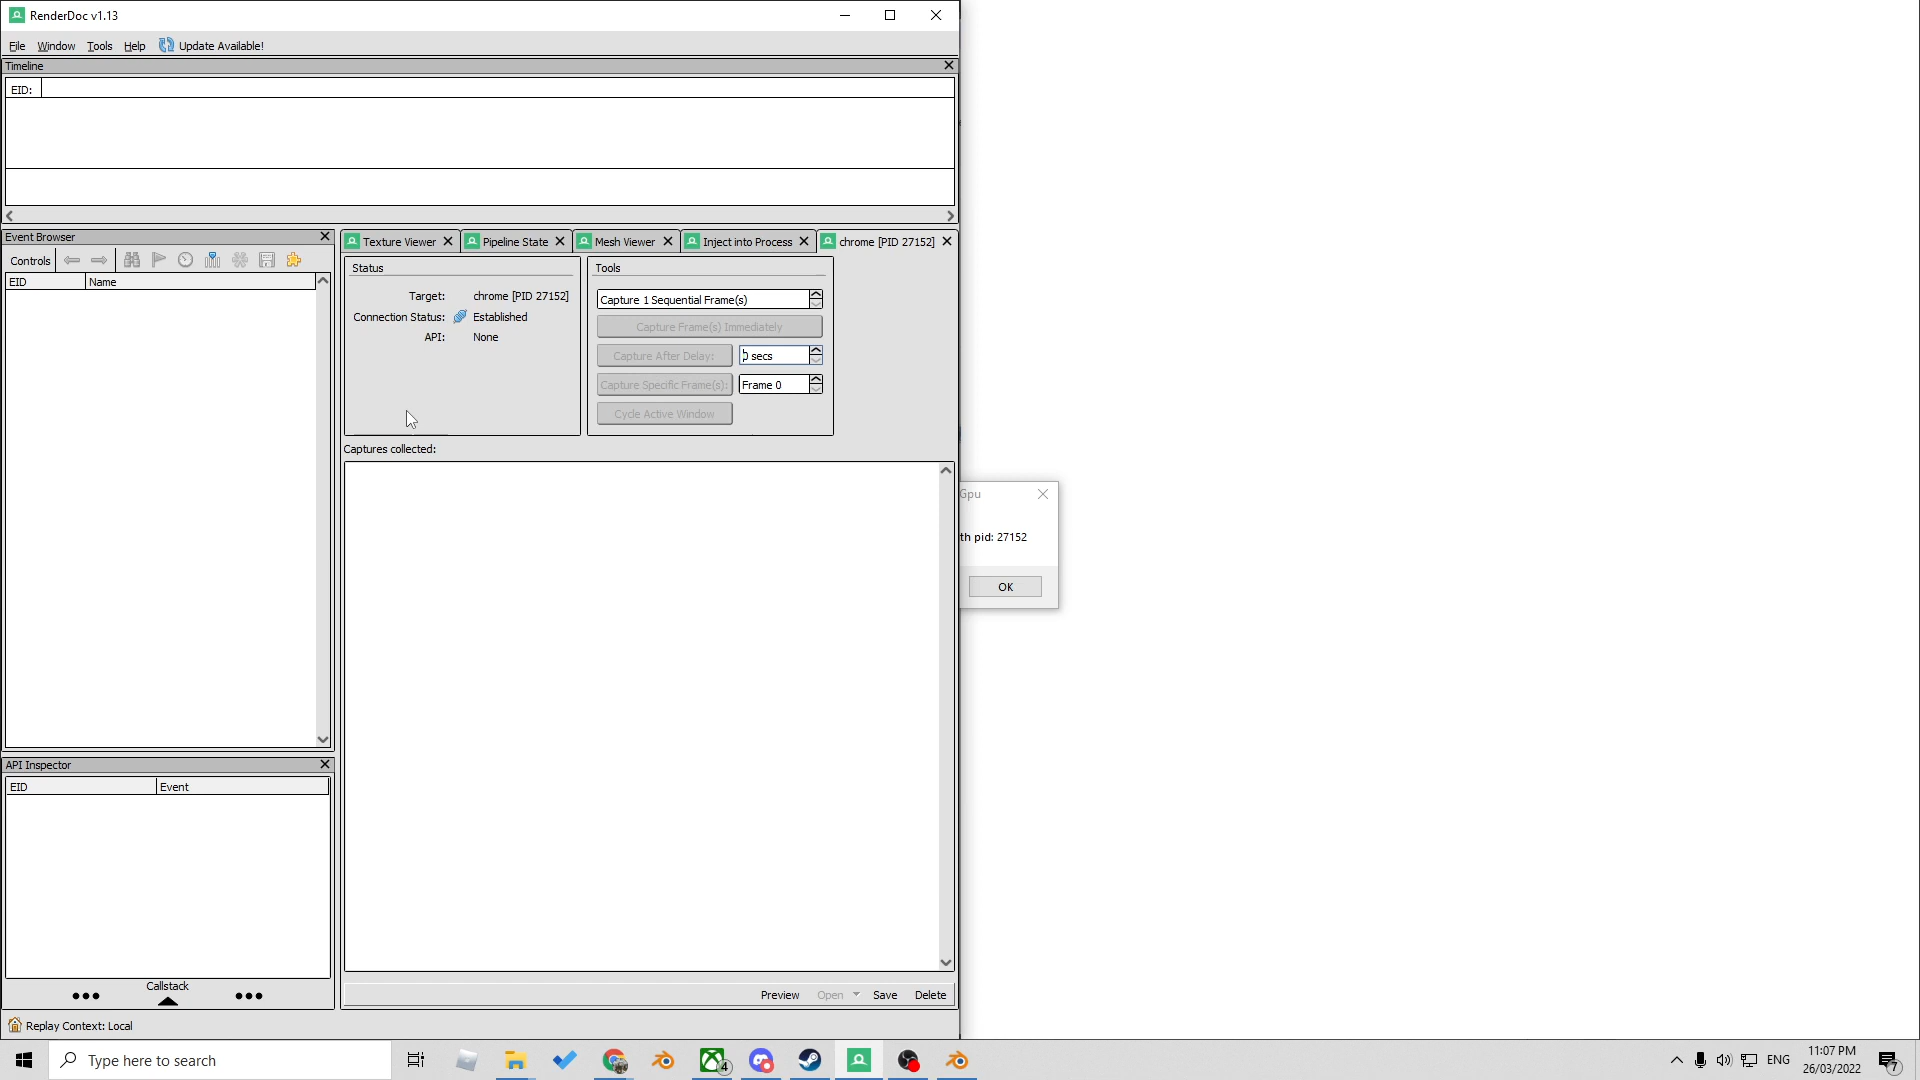 RenderDoc v1.13
File Window Tools Help Update Available!
Timeline
EID:
Event Browser
Controls
EID Name
Texture Viewer Pipeline State Mesh Viewer Inject into Process chrome [PID 27152]
Status
Target: chrome [PID 27152]
Connection Status: Established
API: None
Tools
Capture 1 Sequential Frame(s)
Capture Frame(s) Immediately
Capture After Delay: 0 secs
Capture Specific Frame(s): Frame 0
Cycle Active Window
Captures collected:
Gpu
th pid: 27152
OK
API Inspector
EID Event
Callstack
Preview Open Save Delete
Replay Context: Local
Type here to search
4
ENG
11:07 PM
26/03/2022
7